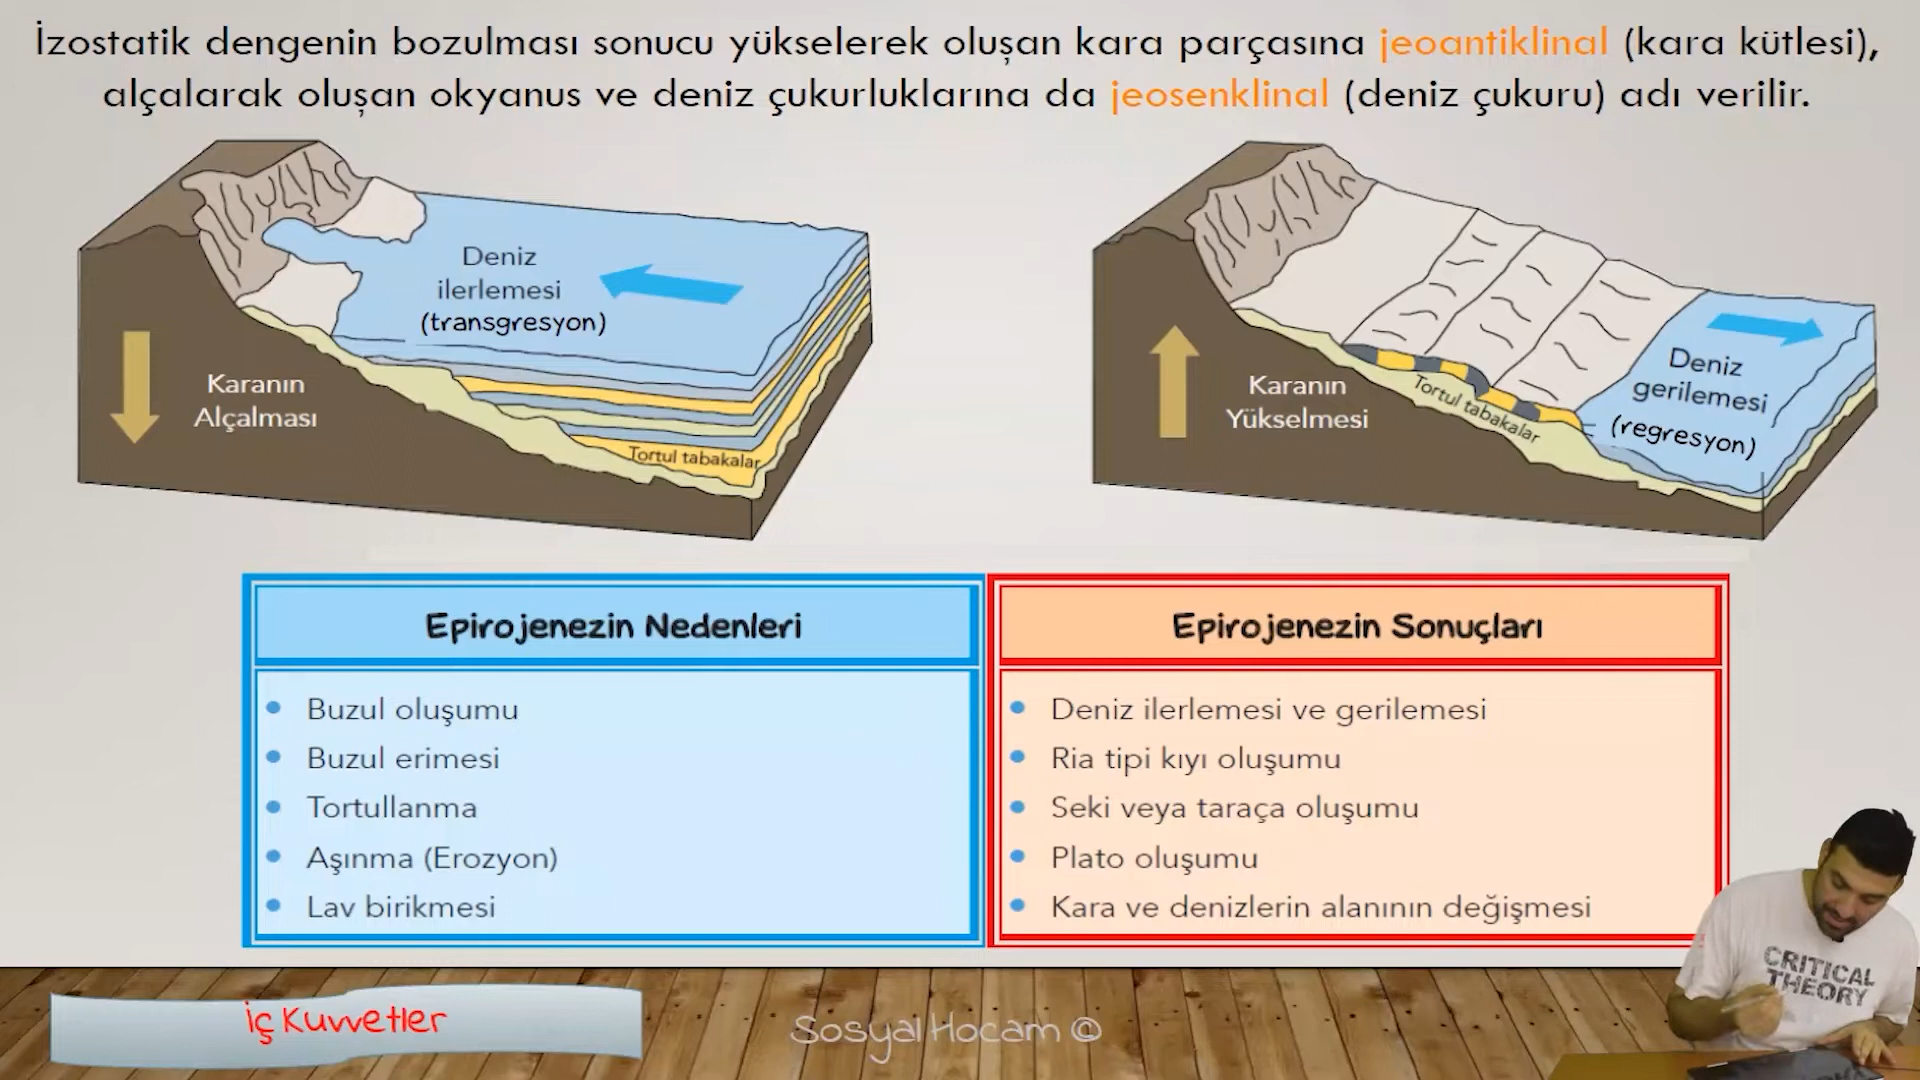 İzostatik dengenin bozulması sonucu yükselerek oluşan kara parçasına jeoantiklinal (kara kütlesi),
alçalarak oluşan okyanus ve deniz çukurluklarına da jeosenklinal (deniz çukuru) adı verilir.
Deniz
ilerlemesi
(transgresyon)
Karanın
Alçalması
Tortul tabakalar
Karanın
Yükselmesi
Tortul tabakalar
Deniz
gerilemesi
(regresyon)
Epirojenezin Nedenleri
• Buzul oluşumu
• Buzul erimesi
• Tortullanma
• Aşınma (Erozyon)
• Lav birikmesi
Epirojenezin Sonuçları
• Deniz ilerlemesi ve gerilemesi
• Ria tipi kıyı oluşumu
• Seki veya taraça oluşumu
• Plato oluşumu
• Kara ve denizlerin alanının değişmesi
CRITICAL
THEORY
İç Kuvvetler
Sosyal Hocam ©